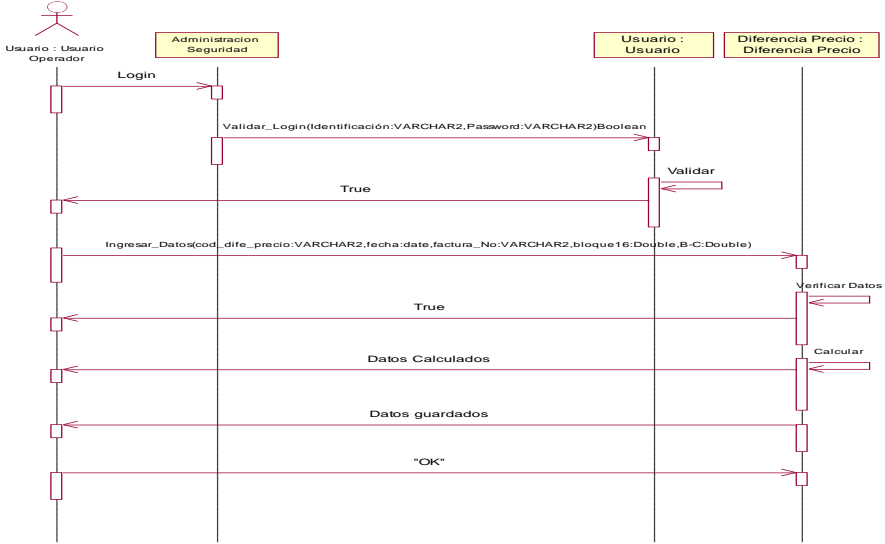 Usuario : Usuario
Operador
Administracion
Seguridad
Usuario :
Usuario
Diferencia Precio :
Diferencia Precio
Login
Validar_Login(Identificación:VARCHAR2,Password:VARCHAR2)Boolean
Validar
True
Ingresar_Datos(cod_dife_precio:VARCHAR2,fecha:date,factura_No:VARCHAR2,bloque16:Double,B-C:Double)
Verificar Datos
True
Calcular
Datos Calculados
Datos guardados
"OK"